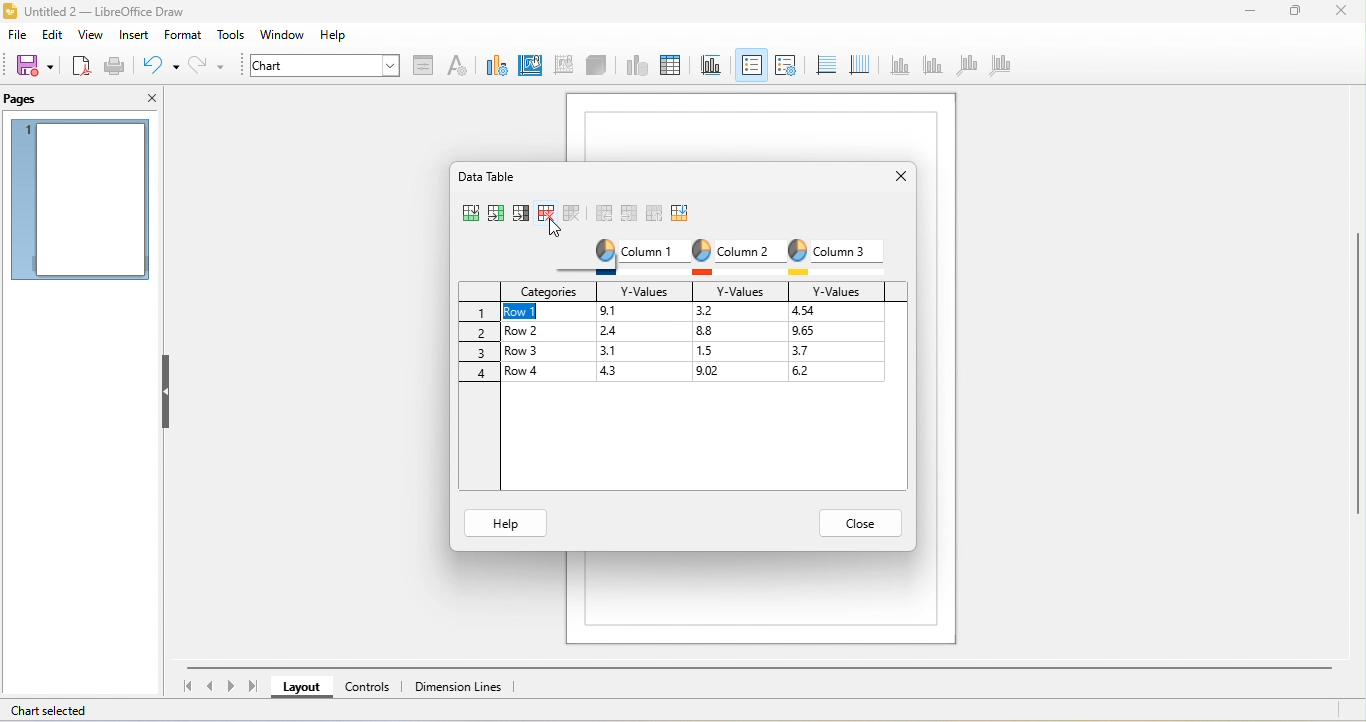 Untitled 2 — LibreOffice Draw
File Edit View Insert Format Tools Window Help
Chart
Pages
1
Data Table
Column 1 Column 2 Column 3
Categories Y-Values Y-Values Y-Values
1 Row 1 9.1 3.2 4.54
2 Row 2 2.4 8.8 9.65
3 Row 3 3.1 1.5 3.7
4 Row 4 4.3 9.02 6.2
Help Close
Layout Controls Dimension Lines
Chart selected